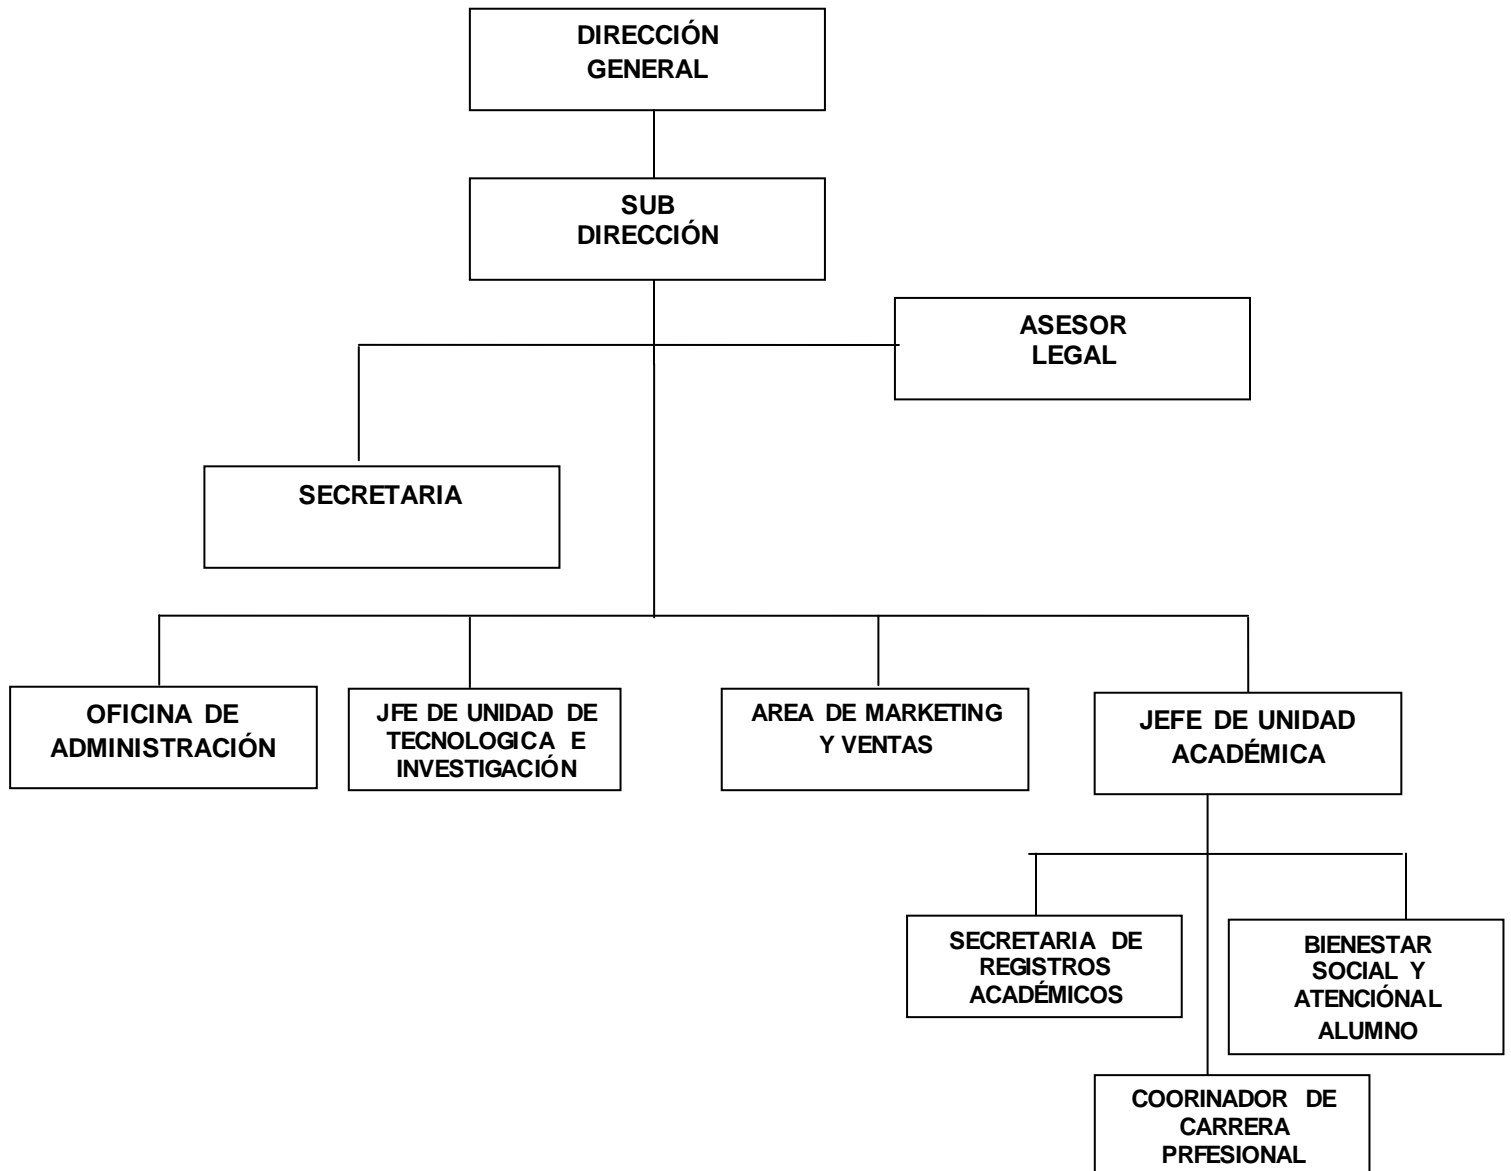 DIRECCIÓN
GENERAL
SUB
DIRECCIÓN
ASESOR
LEGAL
SECRETARIA
OFICINA DE
ADMINISTRACIÓN
JFE DE UNIDAD DE
TECNOLOGICA E
INVESTIGACIÓN
AREA DE MARKETING
Y VENTAS
JEFE DE UNIDAD
ACADÉMICA
SECRETARIA DE
REGISTROS
ACADÉMICOS
BIENESTAR
SOCIAL Y
ATENCIÓNAL
ALUMNO
COORINADOR DE
CARRERA
PRFESIONAL